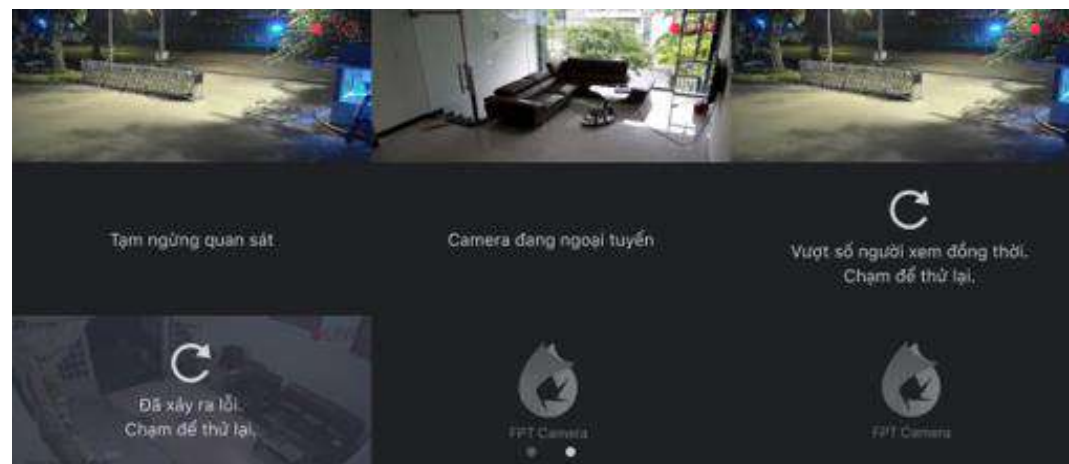 Tạm ngừng quan sát
Camera đang ngoại tuyến
Vượt số người xem đồng thời.
Chạm để thử lại.
Đã xảy ra lỗi.
Chạm để thử lại.
FPT Camera
FPT Camera